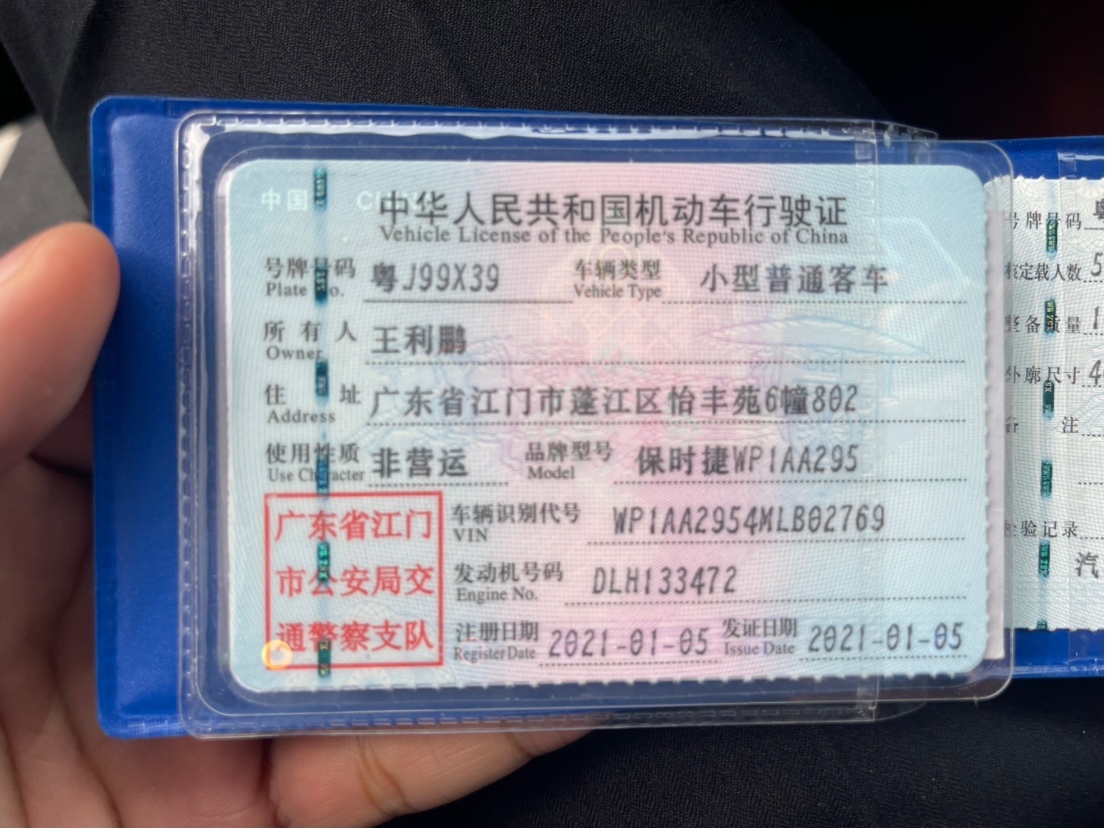 中国 CHINA
中华人民共和国机动车行驶证
Vehicle License of the People's Republic of China
号牌号码 粤J99X39 车辆类型 小型普通客车
Plate No. Vehicle Type
所有人 王利鹏
Owner
住址 广东省江门市蓬江区怡丰苑6幢802
Address
使用性质 非营运 品牌型号 保时捷WP1AA295
Use Character Model
广东省江门
市公安局交
通警察支队
车辆识别代号 WP1AA2954MLB02769
VIN
发动机号码 DLH133472
Engine No.
注册日期 2021-01-05 发证日期 2021-01-05
Register Date Issue Date
号牌号码 粤
核定载人数 5
整备质量 1
外廓尺寸 4
备注
检验记录
汽